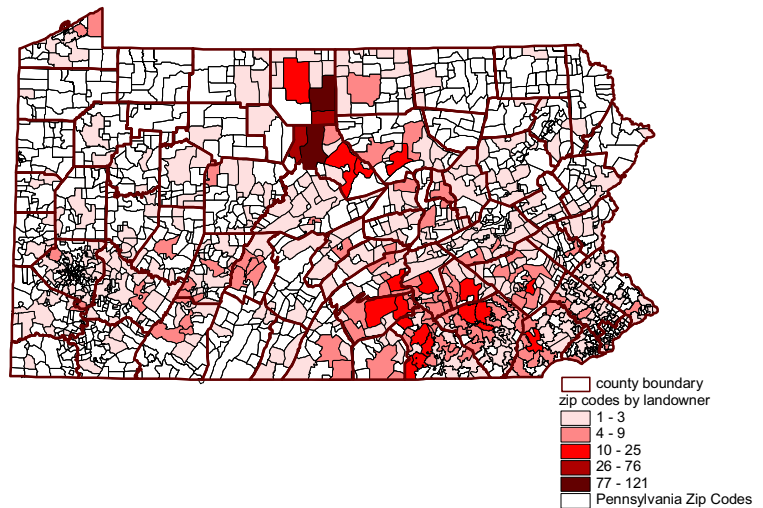 county boundary
zip codes by landowner
1 - 3
4 - 9
10 - 25
26 - 76
77 - 121
Pennsylvania Zip Codes